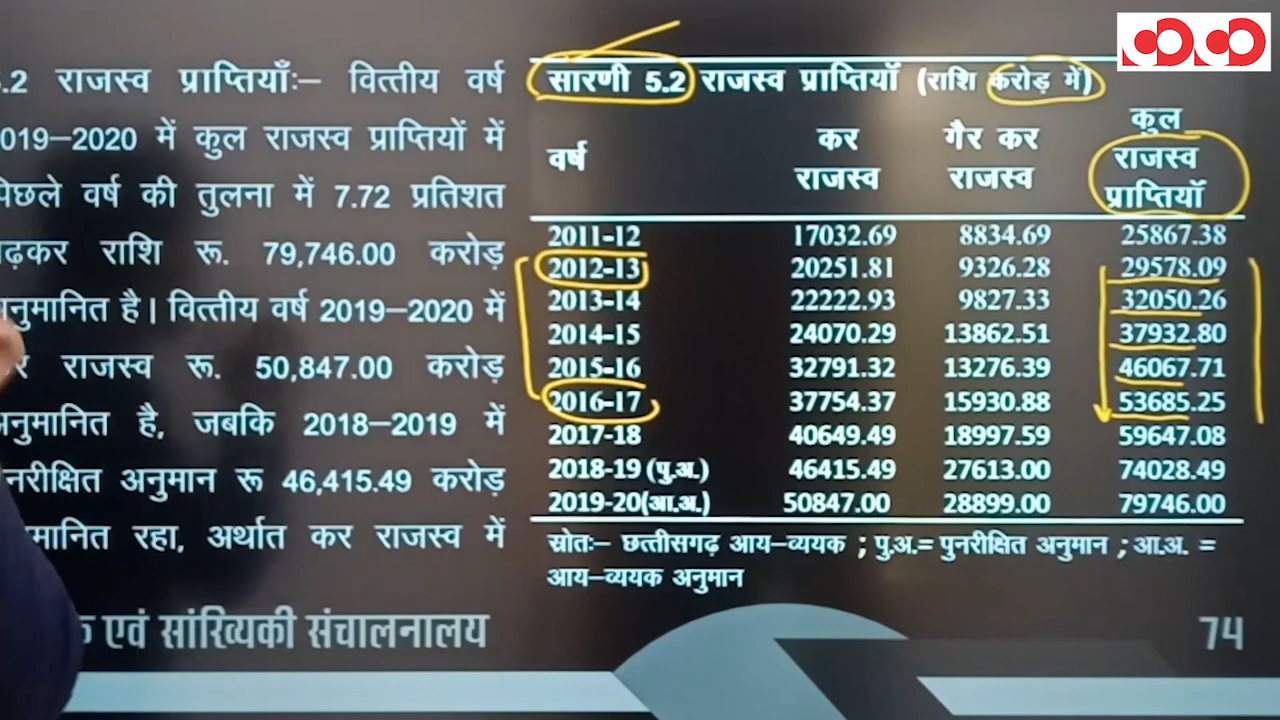 5.2 राजस्व प्राप्तियाँ:– वित्तीय वर्ष
2019–2020 में कुल राजस्व प्राप्तियों में
पिछले वर्ष की तुलना में 7.72 प्रतिशत
बढ़कर राशि रू. 79,746.00 करोड़
अनुमानित है। वित्तीय वर्ष 2019–2020 में
राजस्व रू. 50,847.00 करोड़
अनुमानित है, जबकि 2018–2019 में
पुनरीक्षित अनुमान रू 46,415.49 करोड़
अनुमानित रहा, अर्थात कर राजस्व में
सारणी 5.2 राजस्व प्राप्तियॉ (राशि करोड़ में)
वर्ष कर राजस्व गैर कर राजस्व कुल राजस्व प्राप्तियॉ
2011-12 17032.69 8834.69 25867.38
2012-13 20251.81 9326.28 29578.09
2013-14 22222.93 9827.33 32050.26
2014-15 24070.29 13862.51 37932.80
2015-16 32791.32 13276.39 46067.71
2016-17 37754.37 15930.88 53685.25
2017-18 40649.49 18997.59 59647.08
2018-19 (पु.अ.) 46415.49 27613.00 74028.49
2019-20(आ.अ.) 50847.00 28899.00 79746.00
स्रोतः– छत्तीसगढ़ आय–व्ययक ; पु.अ.= पुनरीक्षित अनुमान ; आ.अ. =
आय–व्ययक अनुमान
एवं सांख्यिकी संचालनालय
74